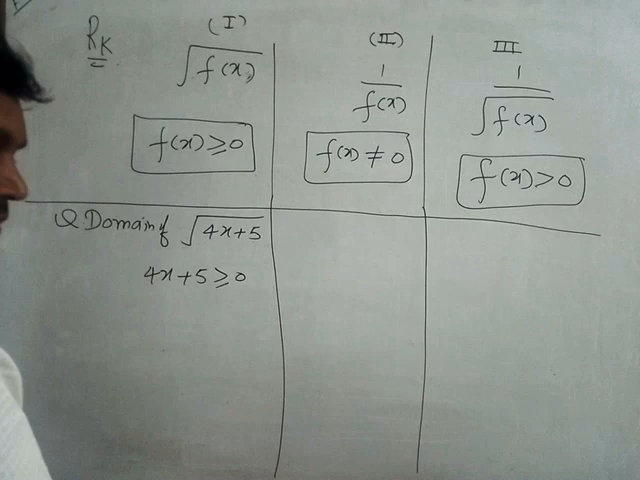 RK
(I)
√f(x)
f(x) ≥ 0
(II)
1/f(x)
f(x) ≠ 0
III
1/√f(x)
f(x) > 0
Q Domain of √4x+5
4x+5 ≥ 0